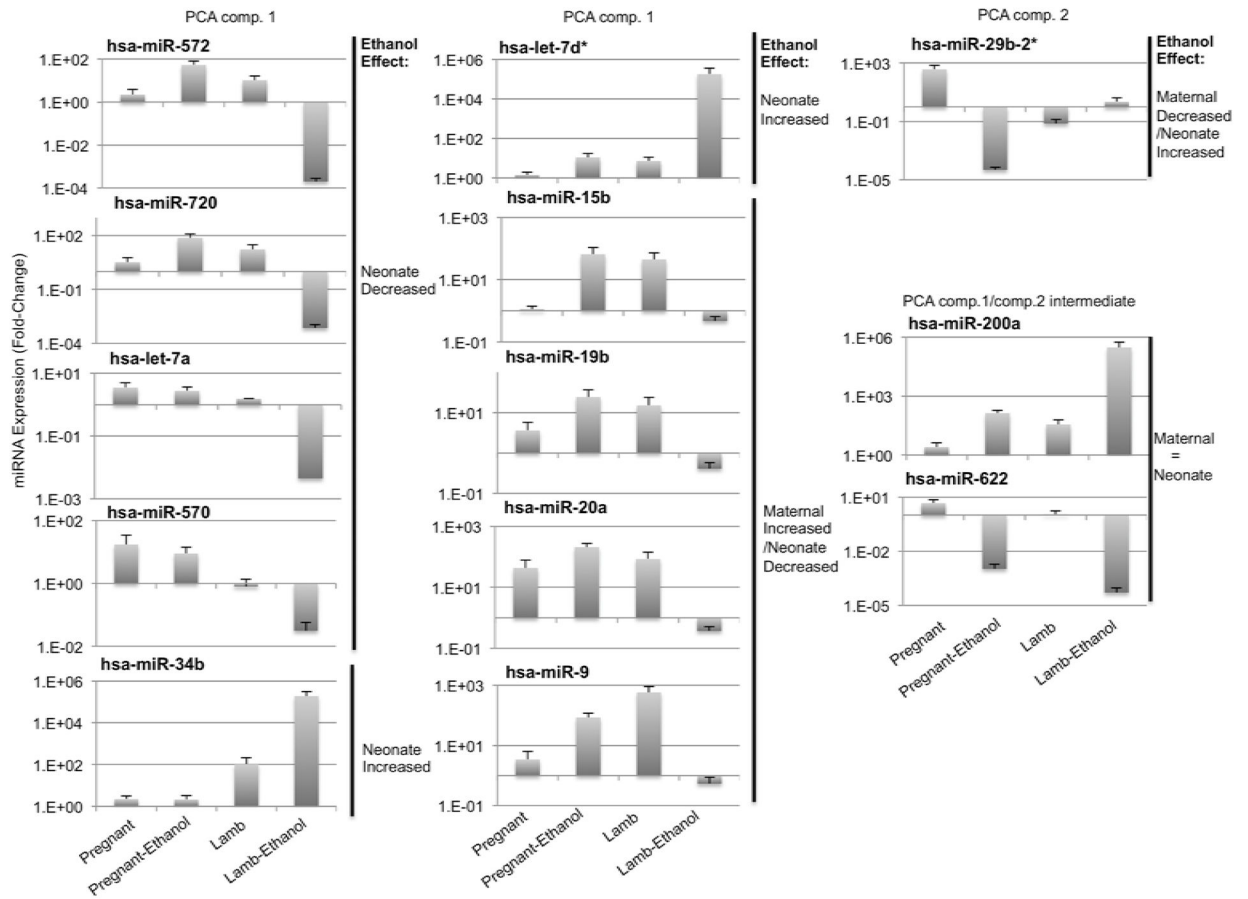 PCA comp. 1
hsa-miR-572
1.E+02
1.E+00
1.E-02
1.E-04
hsa-miR-720
1.E+02
1.E-01
1.E-04
hsa-let-7a
1.E+01
1.E-01
1.E-03
hsa-miR-570
1.E+02
1.E+00
1.E-02
hsa-miR-34b
1.E+06
1.E+04
1.E+02
1.E+00
Pregnant
Pregnant-Ethanol
Lamb
Lamb-Ethanol
miRNA Expression (Fold-Change)
Ethanol
Effect:
Neonate
Decreased
Neonate
Increased
PCA comp. 1
hsa-let-7d*
1.E+06
1.E+04
1.E+02
1.E+00
hsa-miR-15b
1.E+03
1.E+01
1.E-01
hsa-miR-19b
1.E+01
1.E-01
hsa-miR-20a
1.E+03
1.E+01
1.E-01
hsa-miR-9
1.E+03
1.E+01
1.E-01
Pregnant
Pregnant-Ethanol
Lamb
Lamb-Ethanol
Ethanol
Effect:
Neonate
Increased
Maternal
Increased
/Neonate
Decreased
PCA comp. 2
hsa-miR-29b-2*
1.E+03
1.E-01
1.E-05
Ethanol
Effect:
Maternal
Decreased
/Neonate
Increased
PCA comp.1/comp.2 intermediate
hsa-miR-200a
1.E+06
1.E+03
1.E+00
hsa-miR-622
1.E+01
1.E-02
1.E-05
Pregnant
Pregnant-Ethanol
Lamb
Lamb-Ethanol
Maternal
=
Neonate